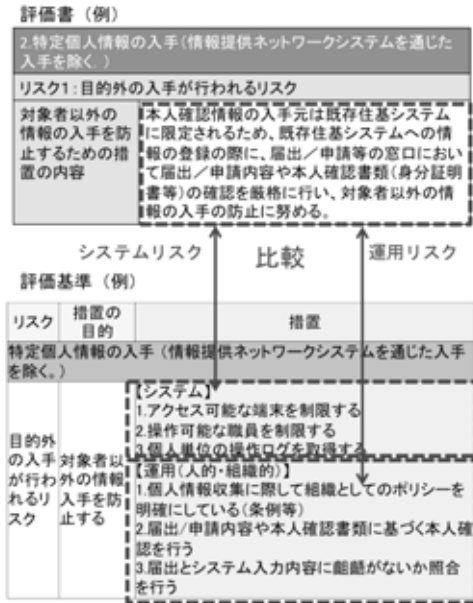 評価書（例）
2.特定個人情報の入手（情報提供ネットワークシステムを通じた
入手を除く.）
リスク1：目的外の入手が行われるリスク
対象者以外の
情報の入手を防
止するための措
置の内容
本人確認情報の入手元は既存住基システム
に限定されるため、既存住基システムへの情
報の登録の際に、届出／申請等の窓口におい
て届出／申請内容や本人確認書類（身分証明
書等）の確認を厳格に行い、対象者以外の情
報の入手の防止に努める。
システムリスク
比較
運用リスク
評価基準（例）
リスク
措置の
目的
措置
特定個人情報の入手（情報提供ネットワークシステムを通じた入手
を除く。）
目的外
の入手
が行わ
れるリ
スク
対象者以
外の情報
入手を防
止する
【システム】
1.アクセス可能な端末を制限する
2.操作可能な職員を制限する
3.個人単位の操作ログを取得する
【運用（人的・組織的）】
1.個人情報収集に際して組織としてのポリシーを
明確にしている（条例等）
2.届出/申請内容や本人確認書類に基づく本人確
認を行う
3.届出とシステム入力内容に齟齬がないか照合
を行う